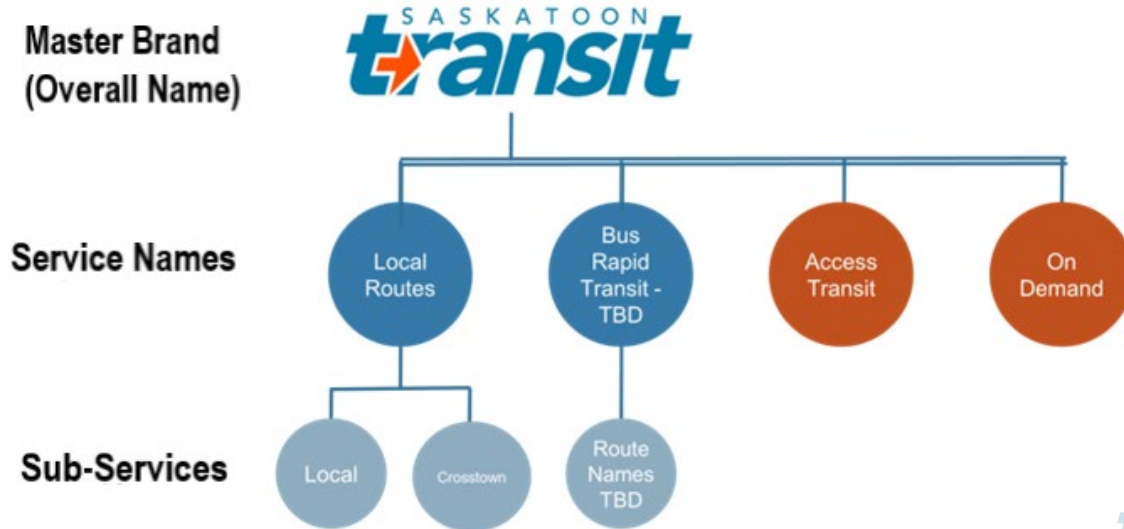 Master Brand
(Overall Name)
SASKATOON
transit
Service Names
Local
Routes
Bus
Rapid
Transit -
TBD
Access
Transit
On
Demand
Sub-Services
Local
Crosstown
Route
Names
TBD